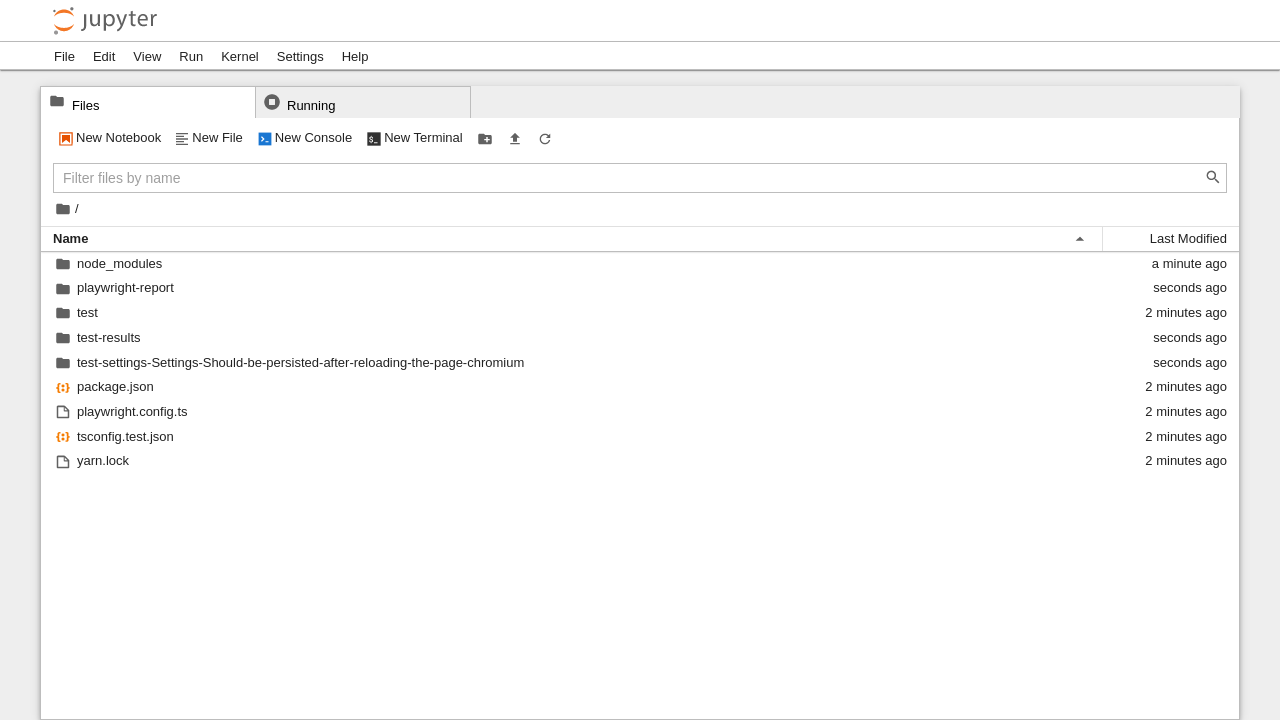 jupyter
File Edit View Run Kernel Settings Help
Files Running
New Notebook New File New Console New Terminal
Filter files by name
/
Name Last Modified
node_modules a minute ago
playwright-report seconds ago
test 2 minutes ago
test-results seconds ago
test-settings-Settings-Should-be-persisted-after-reloading-the-page-chromium seconds ago
package.json 2 minutes ago
playwright.config.ts 2 minutes ago
tsconfig.test.json 2 minutes ago
yarn.lock 2 minutes ago